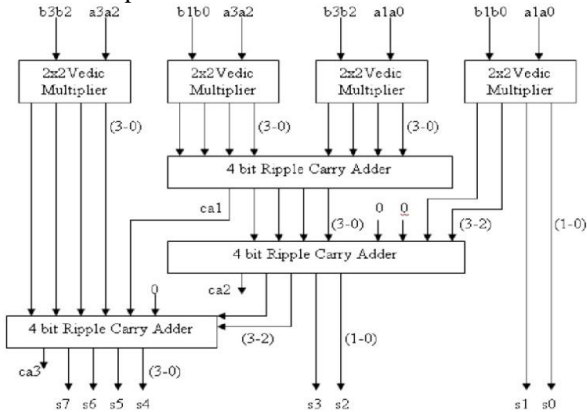 b3b2 a3a2 b1b0 a3a2 b3b2 a1a0 b1b0 a1a0
2x2 Vedic Multiplier
2x2 Vedic Multiplier
2x2 Vedic Multiplier
2x2 Vedic Multiplier
(3-0) (3-0) (3-0)
4 bit Ripple Carry Adder
ca1 (3-0) 0 0 (3-2) (1-0)
4 bit Ripple Carry Adder
ca2 0
4 bit Ripple Carry Adder
(3-2) (1-0)
ca3 (3-0)
s7 s6 s5 s4 s3 s2 s1 s0